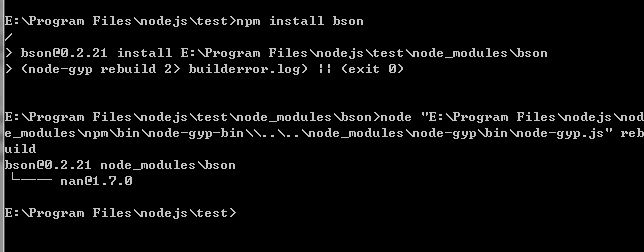 E:\Program Files\nodejs\test>npm install bson
/
> bson@0.2.21 install E:\Program Files\nodejs\test\node_modules\bson
> (node-gyp rebuild 2> builderror.log) || (exit 0)
E:\Program Files\nodejs\test\node_modules\bson>node "E:\Program Files\nodejs\nod
e_modules\npm\bin\node-gyp-bin\\..\..\node_modules\node-gyp\bin\node-gyp.js" reb
uild
bson@0.2.21 node_modules\bson
└──── nan@1.7.0
E:\Program Files\nodejs\test>